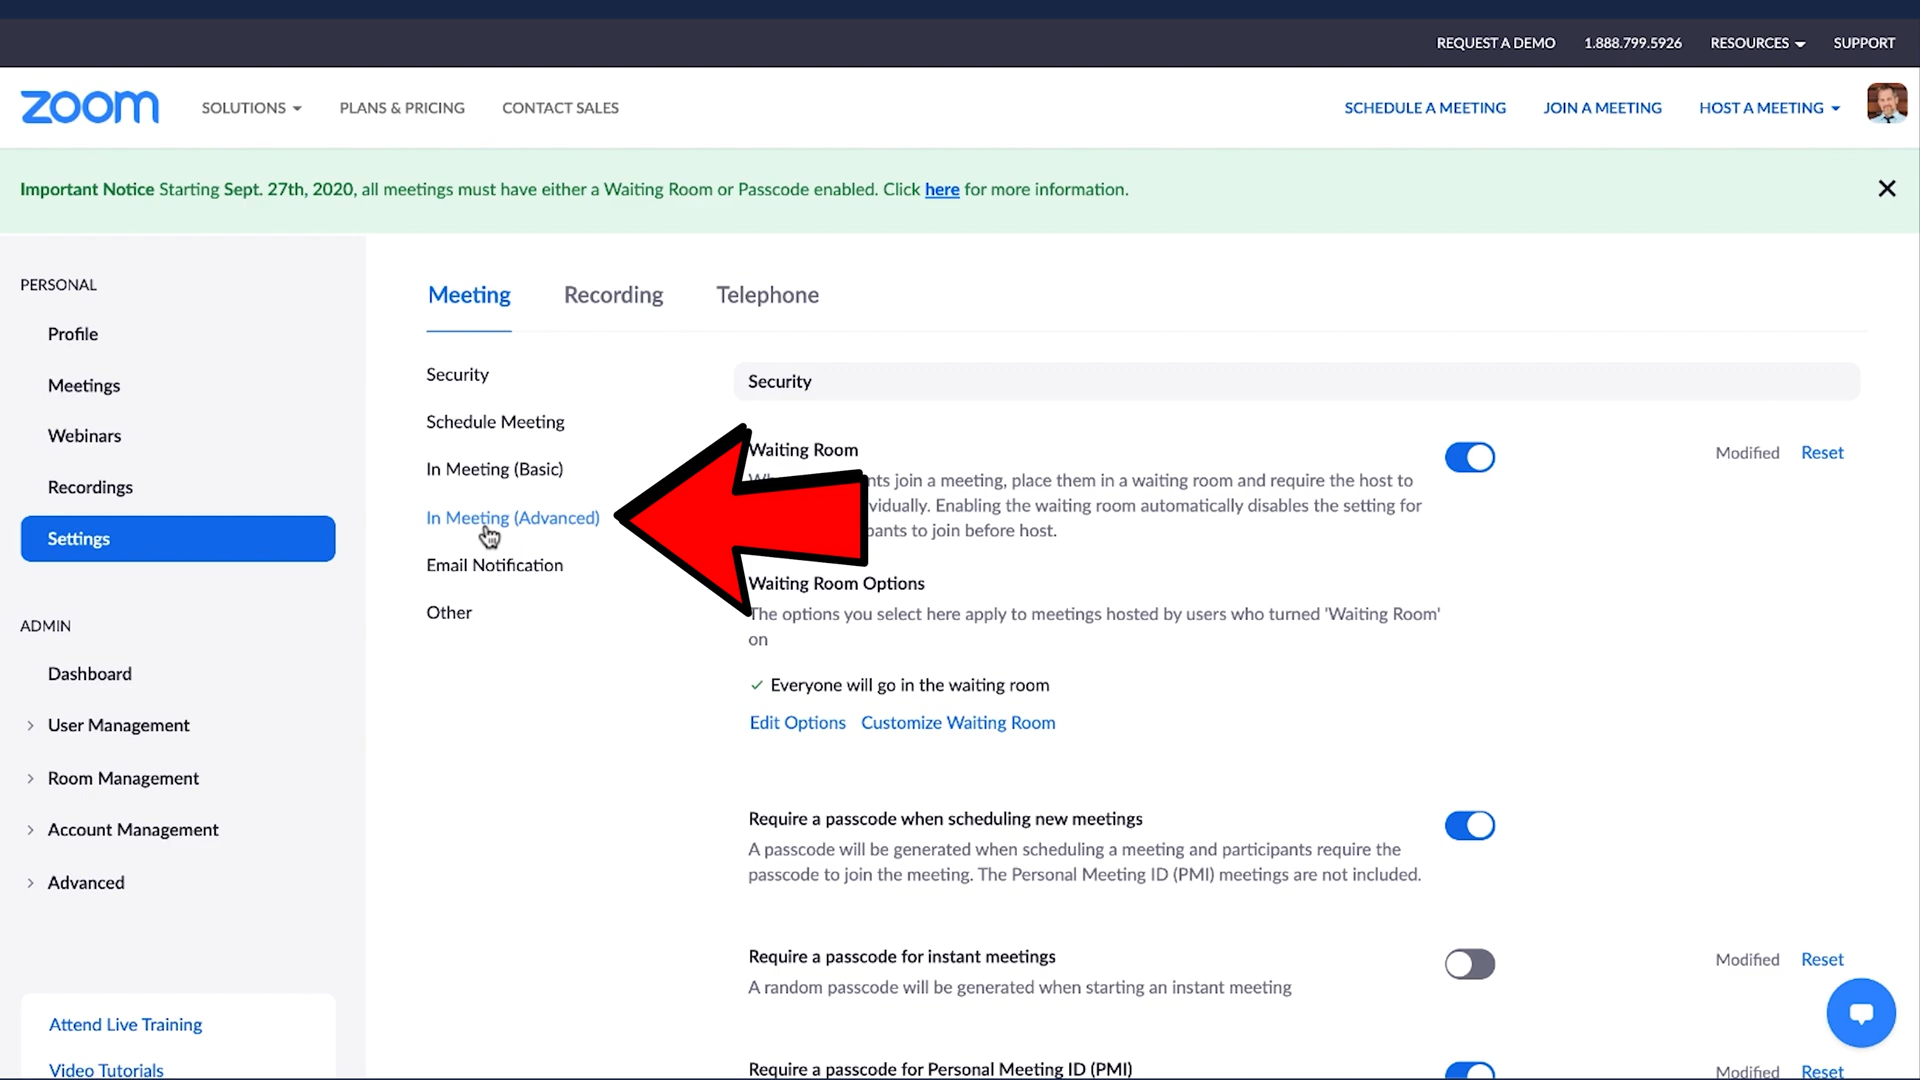 REQUEST A DEMO 1.888.799.5926 RESOURCES SUPPORT
zoom SOLUTIONS PLANS & PRICING CONTACT SALES SCHEDULE A MEETING JOIN A MEETING HOST A MEETING
Important Notice Starting Sept. 27th, 2020, all meetings must have either a Waiting Room or Passcode enabled. Click here for more information.
PERSONAL
Profile
Meetings
Webinars
Recordings
Settings
ADMIN
Dashboard
User Management
Room Management
Account Management
Advanced
Attend Live Training
Video Tutorials
Meeting Recording Telephone
Security
Schedule Meeting
In Meeting (Basic)
In Meeting (Advanced)
Email Notification
Other
Security
Waiting Room
Modified Reset
join a meeting, place them in a waiting room and require the host to
Enabling the waiting room automatically disables the setting for
to join before host.
Waiting Room Options
The options you select here apply to meetings hosted by users who turned 'Waiting Room'
on
Everyone will go in the waiting room
Edit Options Customize Waiting Room
Require a passcode when scheduling new meetings
A passcode will be generated when scheduling a meeting and participants require the
passcode to join the meeting. The Personal Meeting ID (PMI) meetings are not included.
Require a passcode for instant meetings
Modified Reset
A random passcode will be generated when starting an instant meeting
Require a passcode for Personal Meeting ID (PMI)
Modified Reset